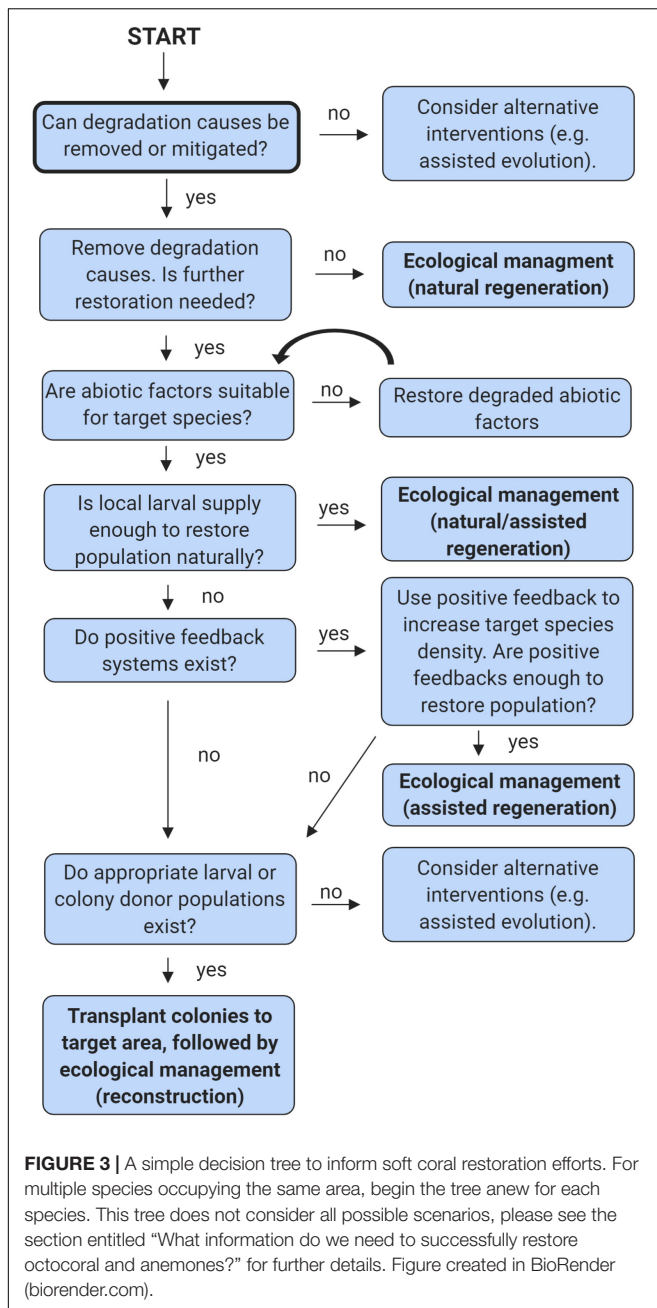 START
Can degradation causes be
removed or mitigated?
no
Consider alternative
interventions (e.g.
assisted evolution).
yes
Remove degradation
causes. Is further
restoration needed?
no
Ecological managment
(natural regeneration)
yes
Are abiotic factors suitable
for target species?
no
Restore degraded abiotic
factors
yes
Is local larval supply
enough to restore
population naturally?
yes
Ecological management
(natural/assisted
regeneration)
no
Do positive feedback
systems exist?
yes
Use positive feedback to
increase target species
density. Are positive
feedbacks enough to
restore population?
no
no
yes
Ecological management
(assisted regeneration)
Do appropriate larval or
colony donor populations
exist?
no
Consider alternative
interventions (e.g.
assisted evolution).
yes
Transplant colonies to
target area, followed by
ecological management
(reconstruction)
FIGURE 3 | A simple decision tree to inform soft coral restoration efforts. For
multiple species occupying the same area, begin the tree anew for each
species. This tree does not consider all possible scenarios, please see the
section entitled “What information do we need to successfully restore
octocoral and anemones?” for further details. Figure created in BioRender
(biorender.com).